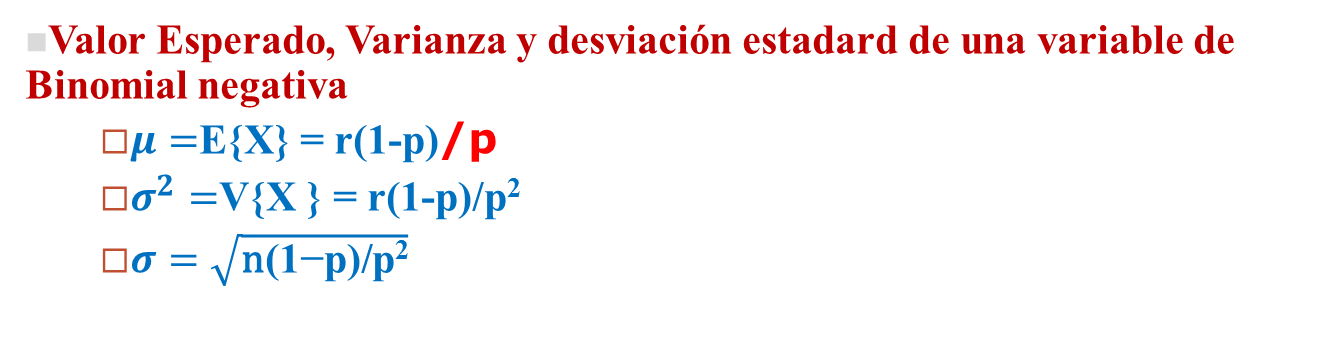 Valor Esperado, Varianza y desviación estadard de una variable de
Binomial negativa
μ =E{X} = r(1-p)/p
σ² =V{X } = r(1-p)/p²
σ = √n(1−p)/p²